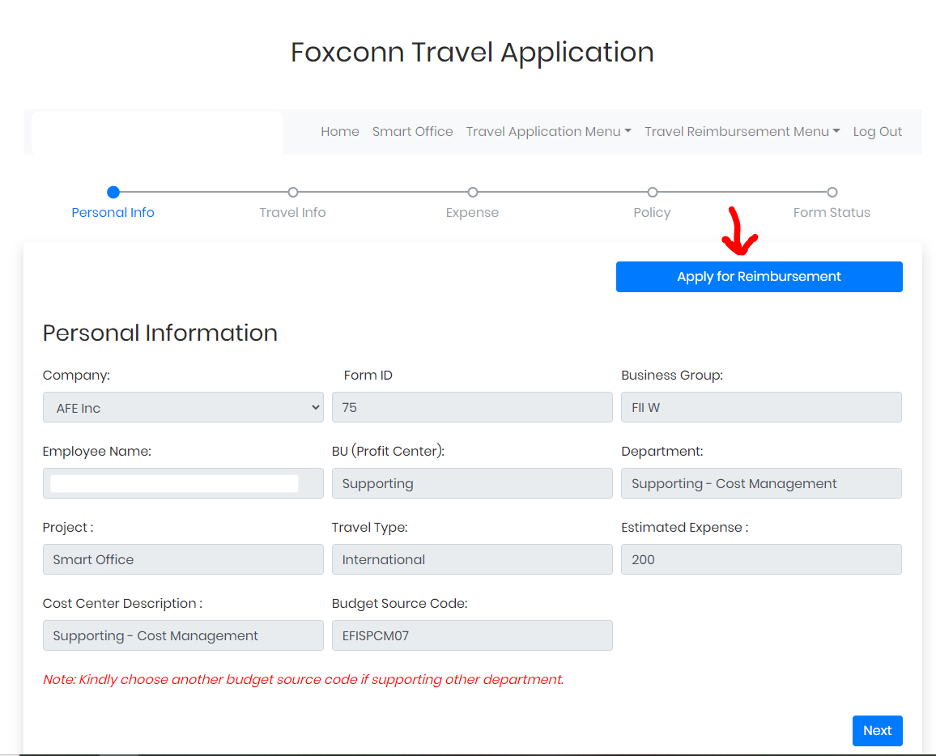 Foxconn Travel Application
Home Smart Office Travel Application Menu Travel Reimbursement Menu Log Out
Personal Info Travel Info Expense Policy Form Status
Apply for Reimbursement
Personal Information
Company: Form ID Business Group:
AFE Inc 75 FII W
Employee Name: BU (Profit Center): Department:
Supporting Supporting - Cost Management
Project : Travel Type: Estimated Expense :
Smart Office International 200
Cost Center Description : Budget Source Code:
Supporting - Cost Management EFISPCM07
Note: Kindly choose another budget source code if supporting other department.
Next